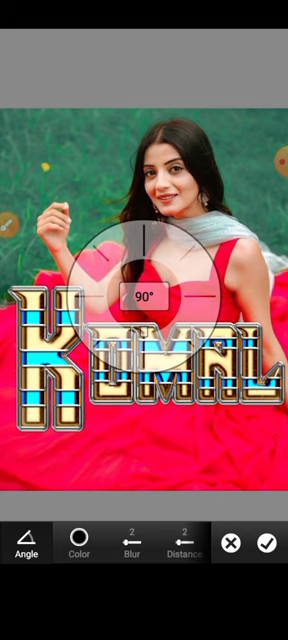 90°
KOMAL
2
2
Angle
Color
Blur
Distance